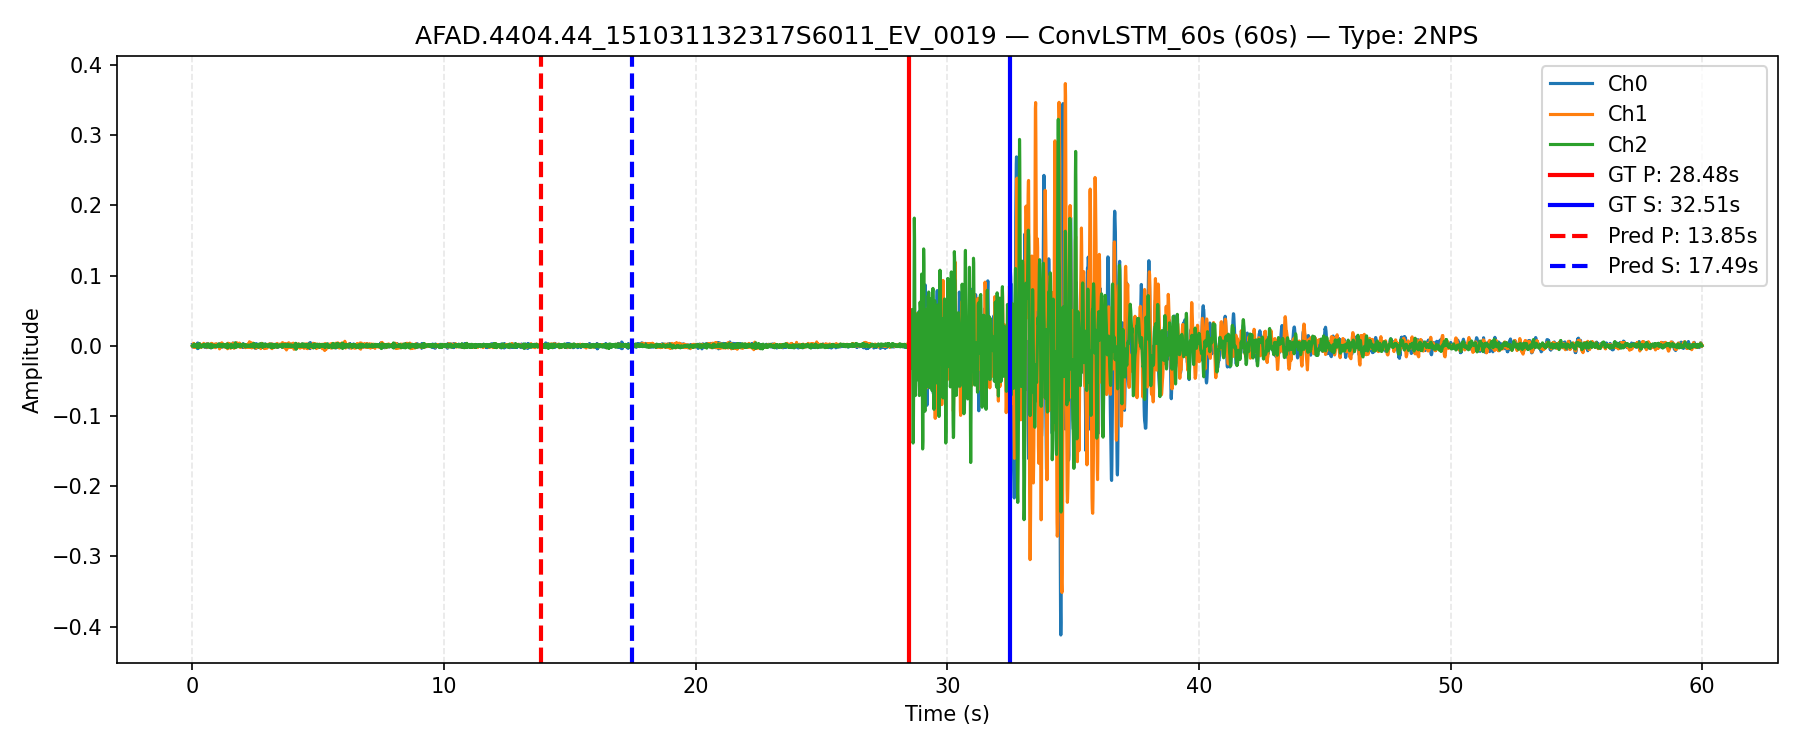 AFAD.4404.44_151031132317S6011_EV_0019 — ConvLSTM_60s (60s) — Type: 2NPS
Ch0
Ch1
Ch2
GT P: 28.48s
GT S: 32.51s
Pred P: 13.85s
Pred S: 17.49s
Amplitude
0.4
0.3
0.2
0.1
0.0
−0.1
−0.2
−0.3
−0.4
0 10 20 30 40 50 60
Time (s)